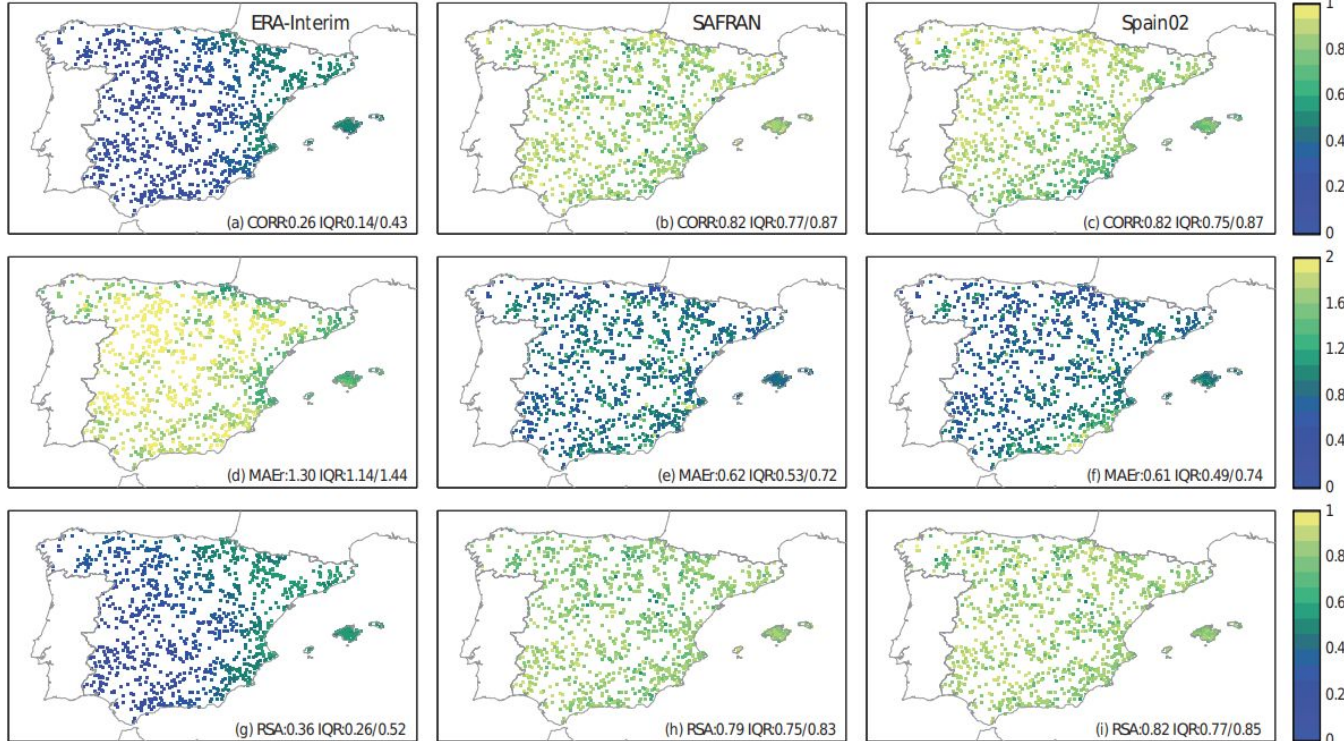 ERA-Interim
SAFRAN
Spain02
(a) CORR:0.26 IQR:0.14/0.43
(b) CORR:0.82 IQR:0.77/0.87
(c) CORR:0.82 IQR:0.75/0.87
1
0.8
0.6
0.4
0.2
0
(d) MAEr:1.30 IQR:1.14/1.44
(e) MAEr:0.62 IQR:0.53/0.72
(f) MAEr:0.61 IQR:0.49/0.74
2
1.6
1.2
0.8
0.4
0
(g) RSA:0.36 IQR:0.26/0.52
(h) RSA:0.79 IQR:0.75/0.83
(i) RSA:0.82 IQR:0.77/0.85
1
0.8
0.6
0.4
0.2
0